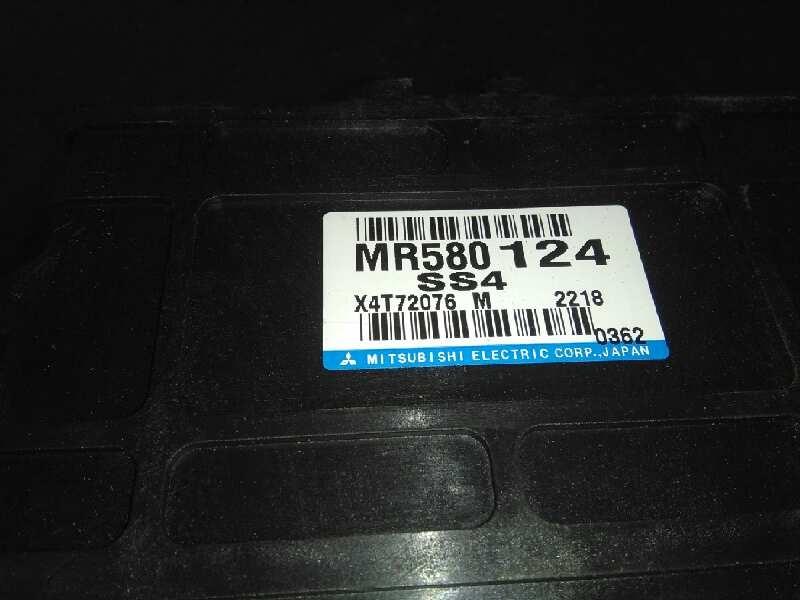 MR580 124
SS4
X4T72076 M 2218
0362
MITSUBISHI ELECTRIC CORP., JAPAN